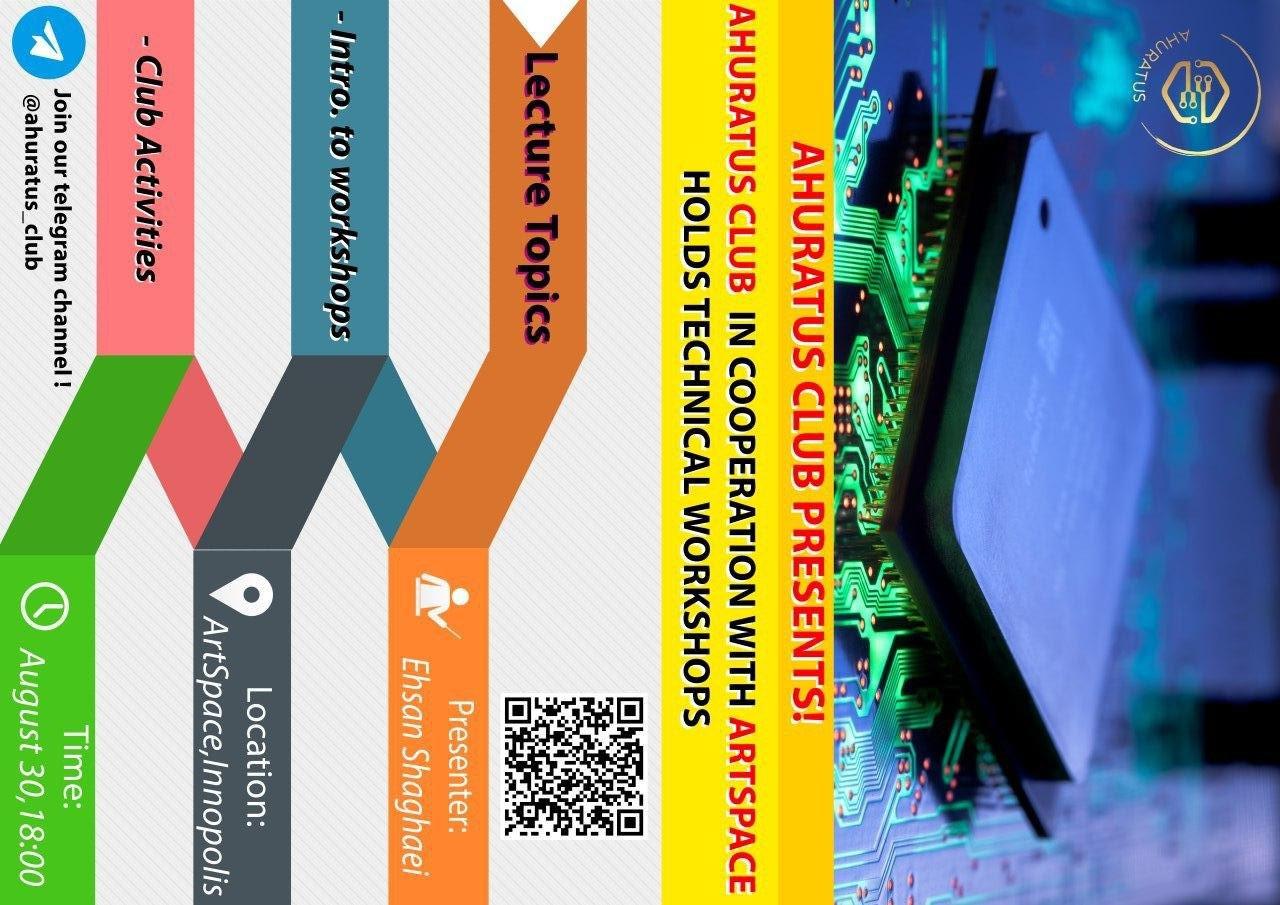 AHURATUS
AHURATUS CLUB PRESENTS!
AHURATUS CLUB IN COOPERATION WITH ARTSPACE
HOLDS TECHNICAL WORKSHOPS
Lecture Topics
- Intro. to workshops
- Club Activities
Presenter:
Ehsan Shaghaei
Location:
ArtSpace,Innopolis
Time:
August 30,18:00
Join our telegram channel !
@ahuratus_club